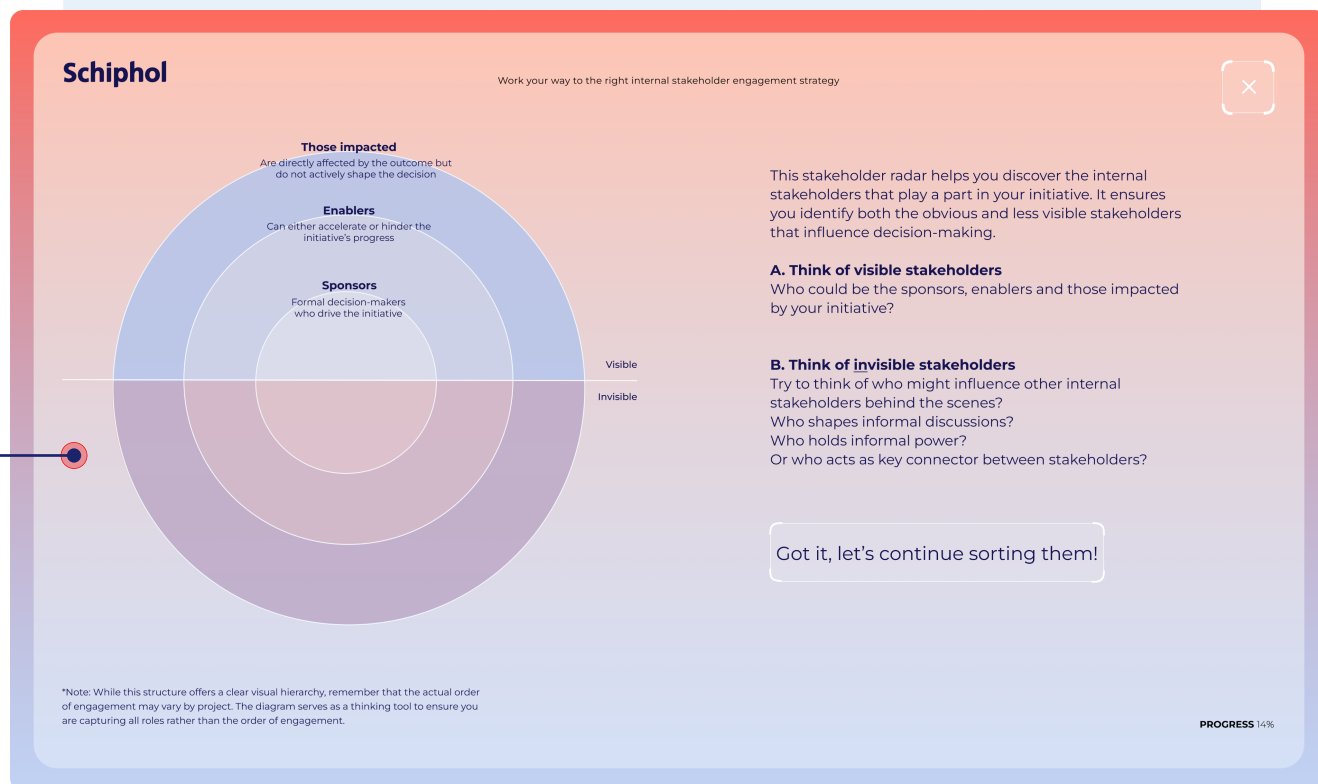 Schiphol
Work your way to the right internal stakeholder engagement strategy
Those impacted
Are directly affected by the outcome but
do not actively shape the decision
Enablers
Can either accelerate or hinder the
initiative's progress
Sponsors
Formal decision-makers
who drive the initiative
Visible
Invisible
This stakeholder radar helps you discover the internal
stakeholders that play a part in your initiative. It ensures
you identify both the obvious and less visible stakeholders
that influence decision-making.
A. Think of visible stakeholders
Who could be the sponsors, enablers and those impacted
by your initiative?
B. Think of invisible stakeholders
Try to think of who might influence other internal
stakeholders behind the scenes?
Who shapes informal discussions?
Who holds informal power?
Or who acts as key connector between stakeholders?
Got it, let's continue sorting them!
*Note: While this structure offers a clear visual hierarchy, remember that the actual order
of engagement may vary by project. The diagram serves as a thinking tool to ensure you
are capturing all roles rather than the order of engagement.
PROGRESS 14%